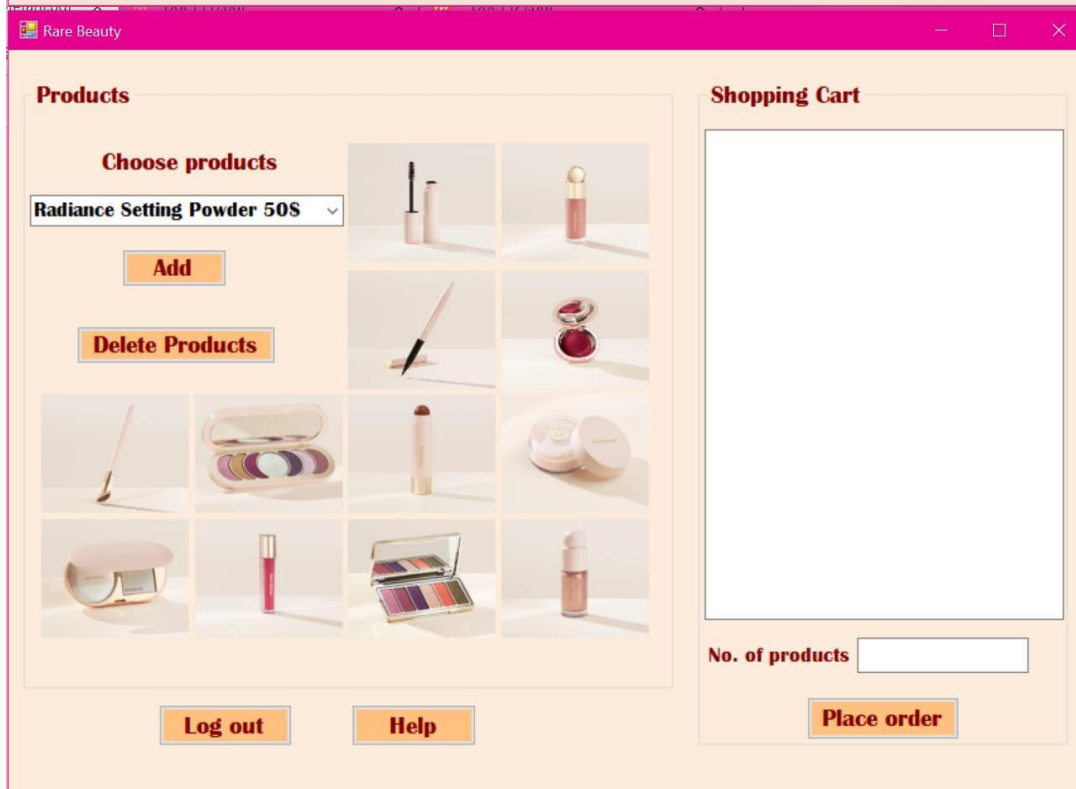 Rare Beauty
Products
Choose products
Radiance Setting Powder 50$
Add
Delete Products
Log out
Help
Shopping Cart
No. of products
Place order